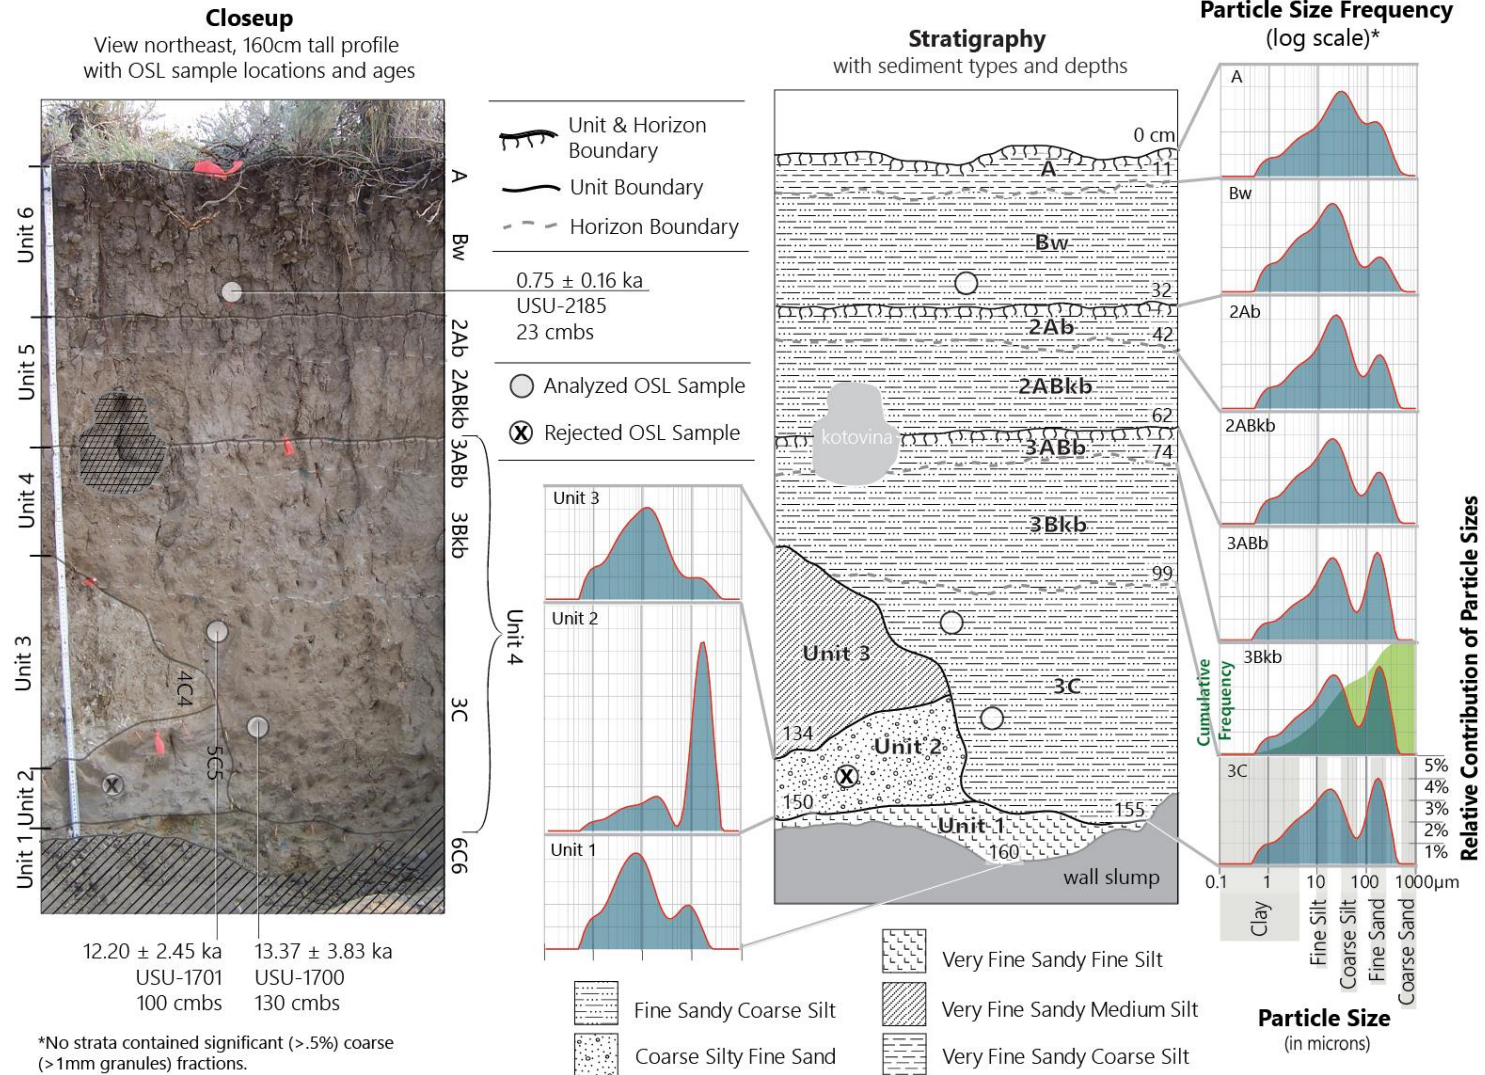 Closeup
View northeast, 160cm tall profile
with OSL sample locations and ages
Unit 6
Unit 5
Unit 4
Unit 3
Unit 2
Unit 1
A
Bw
2Ab
2ABkb
3ABb
3Bkb
3C
6C6
4C4
5C5
Unit 4
12.20 ± 2.45 ka
USU-1701
100 cmbs
13.37 ± 3.83 ka
USU-1700
130 cmbs
*No strata contained significant (>.5%) coarse
(>1mm granules) fractions.
Unit & Horizon
Boundary
Unit Boundary
Horizon Boundary
0.75 ± 0.16 ka
USU-2185
23 cmbs
Analyzed OSL Sample
X Rejected OSL Sample
Unit 3
Unit 2
Unit 1
Stratigraphy
with sediment types and depths
0 cm
A
11
Bw
32
2Ab
42
2ABkb
62
kotovina
3ABb
74
3Bkb
99
Unit 3
3C
134
Unit 2
X
150
155
Unit 1
160
wall slump
Fine Sandy Coarse Silt
Coarse Silty Fine Sand
Very Fine Sandy Fine Silt
Very Fine Sandy Medium Silt
Very Fine Sandy Coarse Silt
Particle Size Frequency
(log scale)*
A
Bw
2Ab
2ABkb
3ABb
3Bkb
Cumulative
Frequency
3C
5%
4%
3%
2%
1%
Relative Contribution of Particle Sizes
0.1 1 10 100 1000µm
Clay
Fine Silt
Coarse Silt
Fine Sand
Coarse Sand
Particle Size
(in microns)